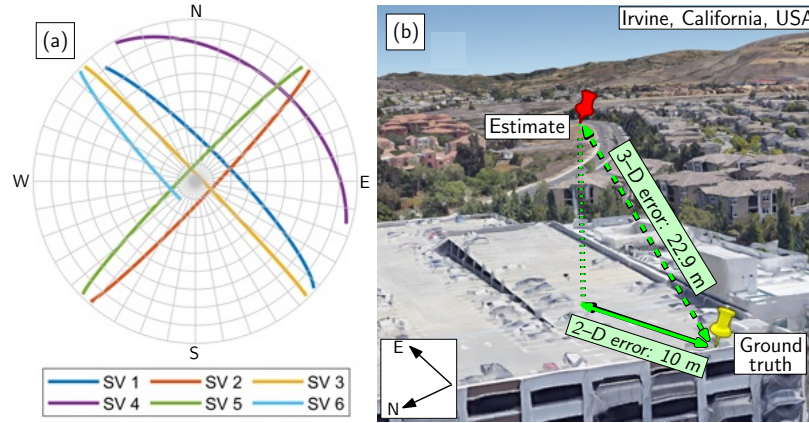 (a)
N
W
E
S
SV 1
SV 2
SV 3
SV 4
SV 5
SV 6
(b)
Irvine, California, USA
Estimate
3-D error: 22.9 m
2-D error: 10 m
Ground
truth
E
N